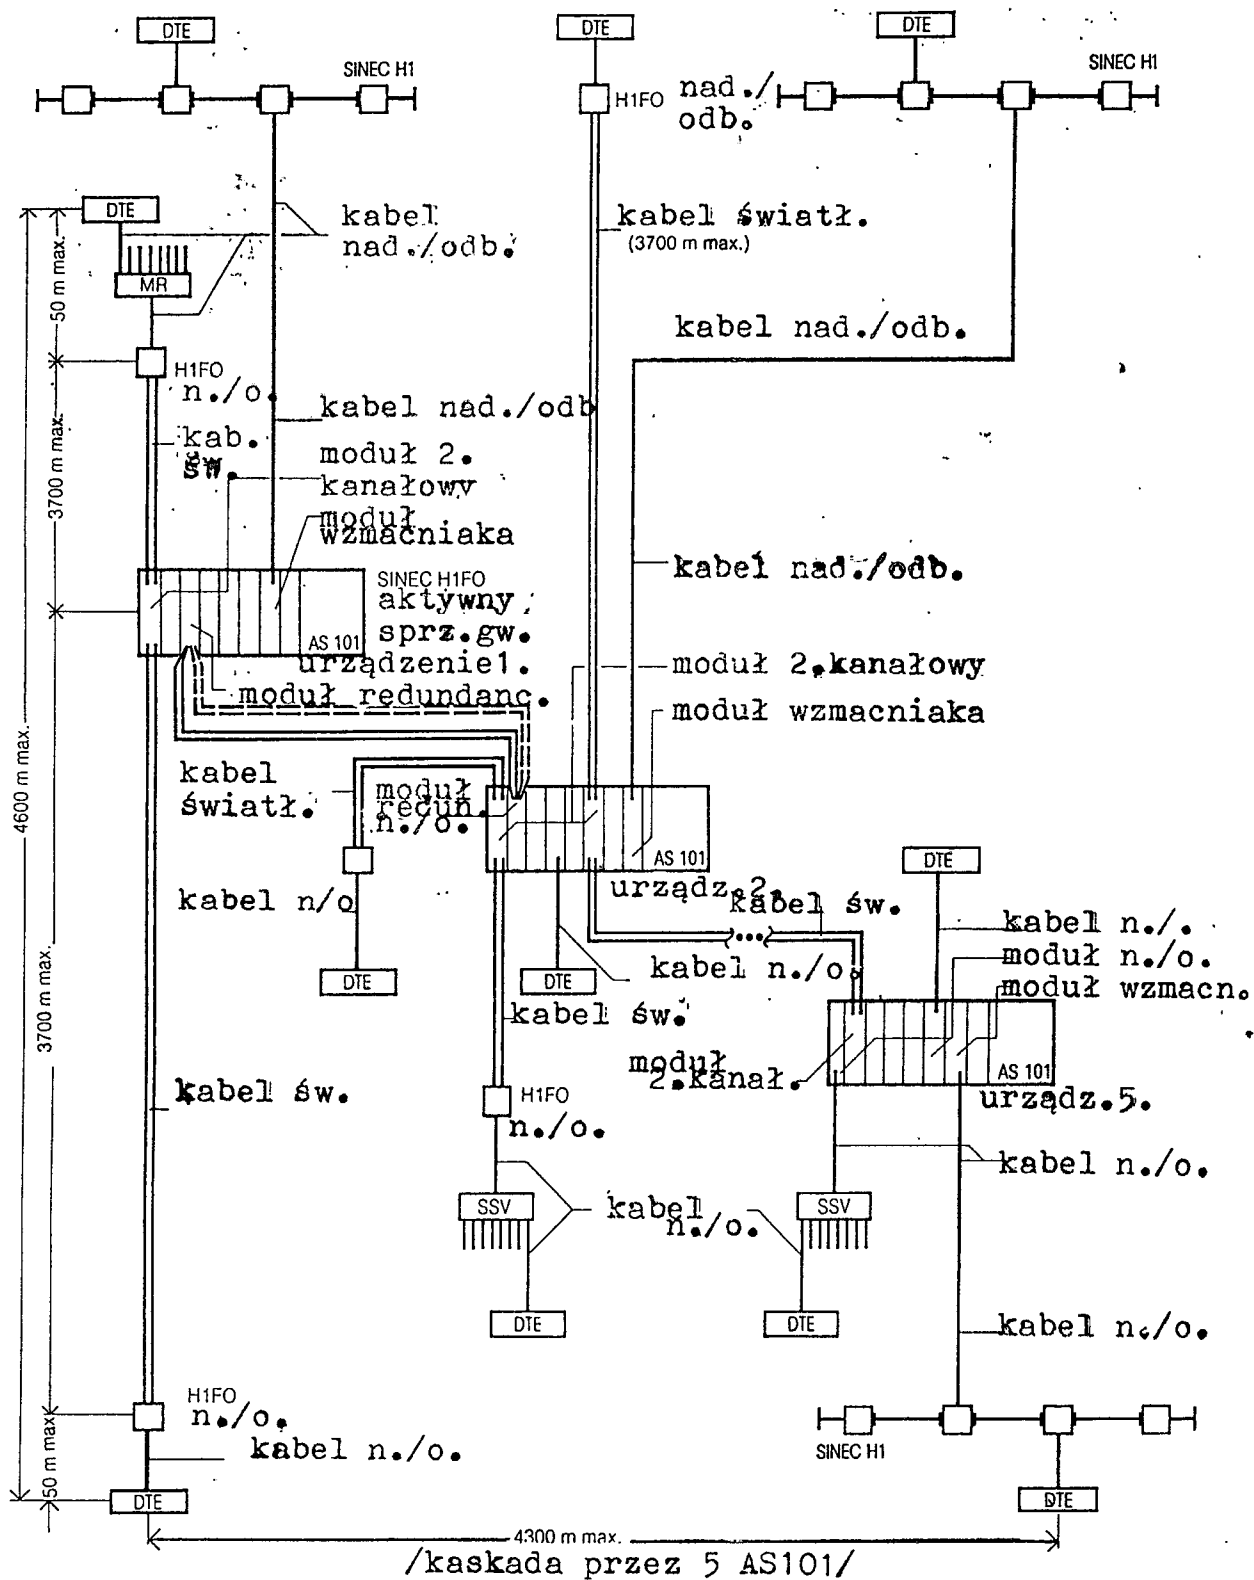 DTE
DTE
DTE
SINEC H1
SINEC H1
H1FO
nad./
odb.
DTE
kabel
nad./odb.
kabel świath.
(3700 m max.)
MR
50 m max.
kabel nad./odb.
H1FO
n./o.
kabel nad./odb
kab.
św.
moduł 2.
kanałowy
moduł
wzmacniaka
3700 m max.
SINEC H1FO
aktywny
sprz.gw.
AS 101
urządzenie1.
kabel nad./odb.
moduł redundanc.
moduł 2.kanałowy
moduł wzmacniaka
4600 m max.
kabel
światł.
moduł
redun.
n./o.
AS 101
urządz.2.
DTE
kabel n/o
kabel św.
kabel n./.
moduł n./o.
moduł wzmacn.
DTE
DTE
kabel n./o.
kabel św.
3700 m max.
moduł
2.kanał.
AS 101
urządz.5.
kabel św.
H1FO
n./o.
kabel n./o.
SSV
kabel
n./o.
SSV
DTE
DTE
kabel n./o.
H1FO
n./o.
kabel n./o.
SINEC H1
50 m max.
DTE
DTE
4300 m max.
/kaskada przez 5 AS101/